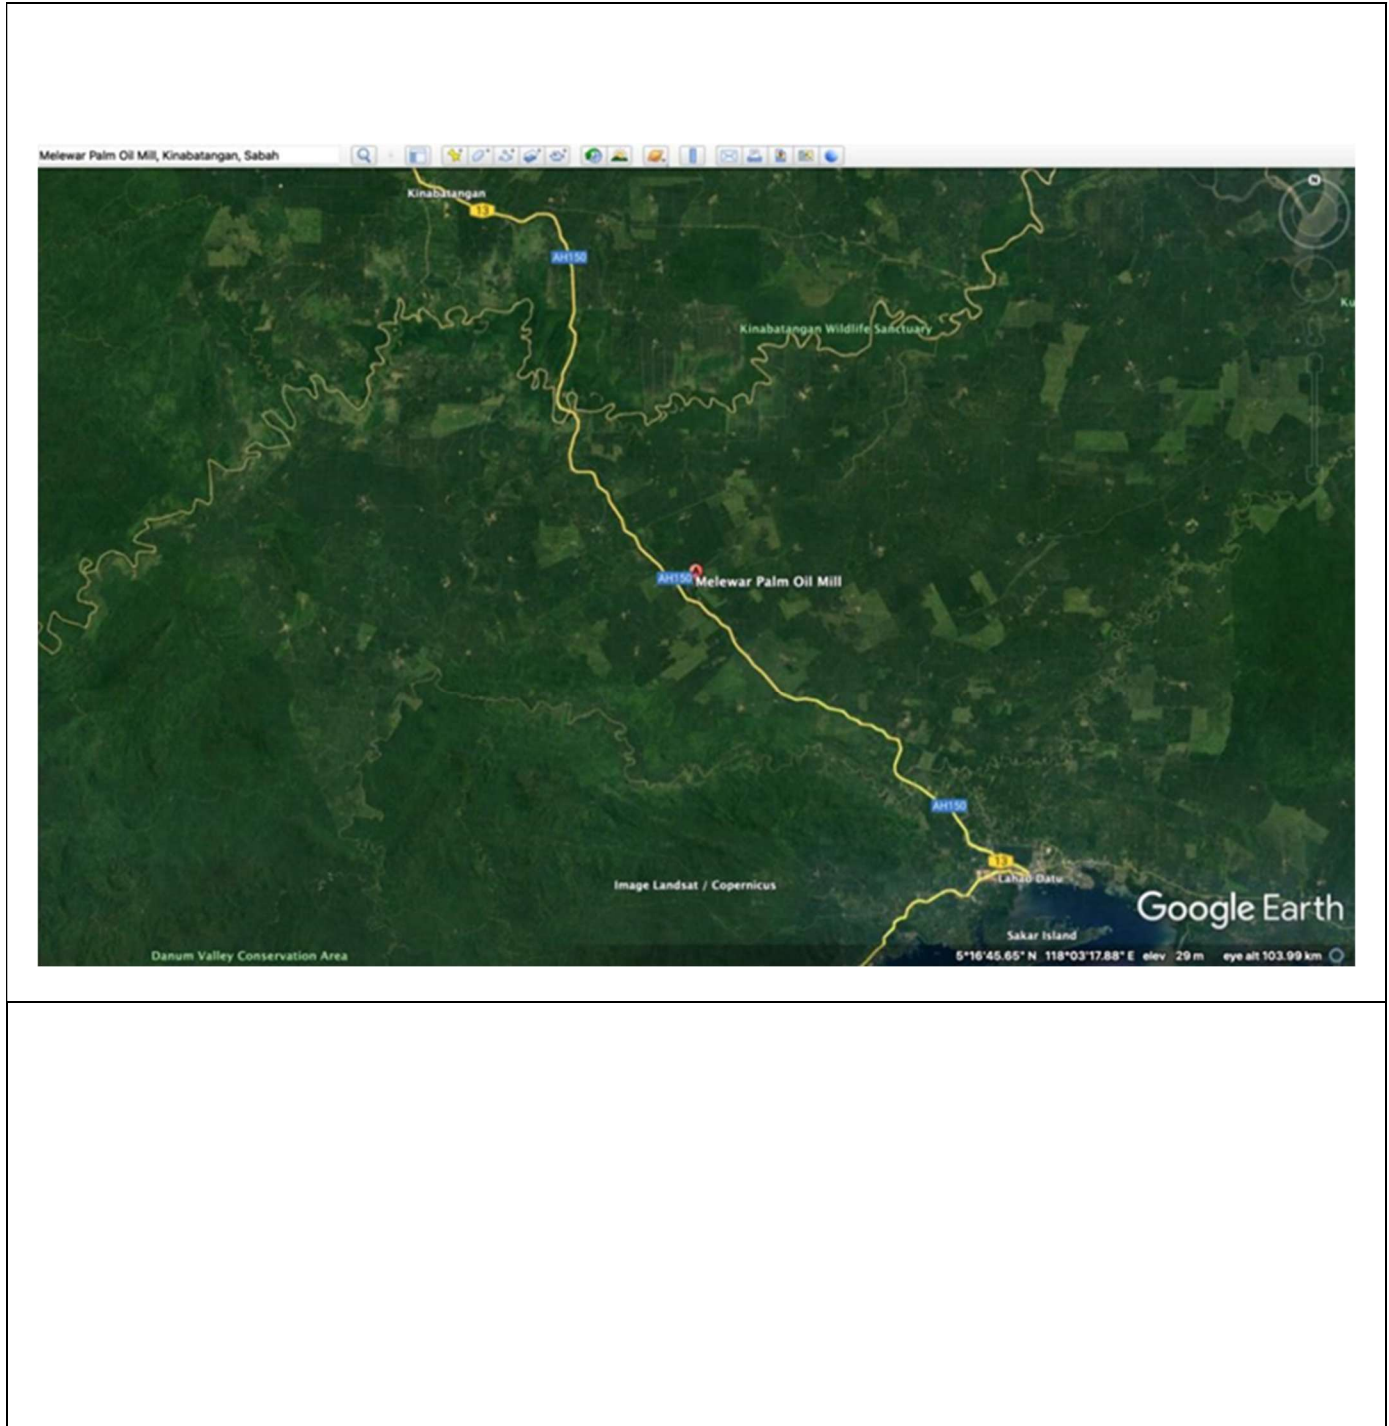 Melewar Palm Oil Mill, Kinabatangan, Sabah
Kinabatangan
13
AH150
Ku
Kinabatangan Wildlife Sanctuary
AH150 Melewar Palm Oil Mill
AH150
13
Lahad Datu
Image Landsat / Copernicus
Google Earth
Sakar Island
Danum Valley Conservation Area
5°16'45.65" N 118°03'17.88" E elev 29 m eye alt 103.99 km